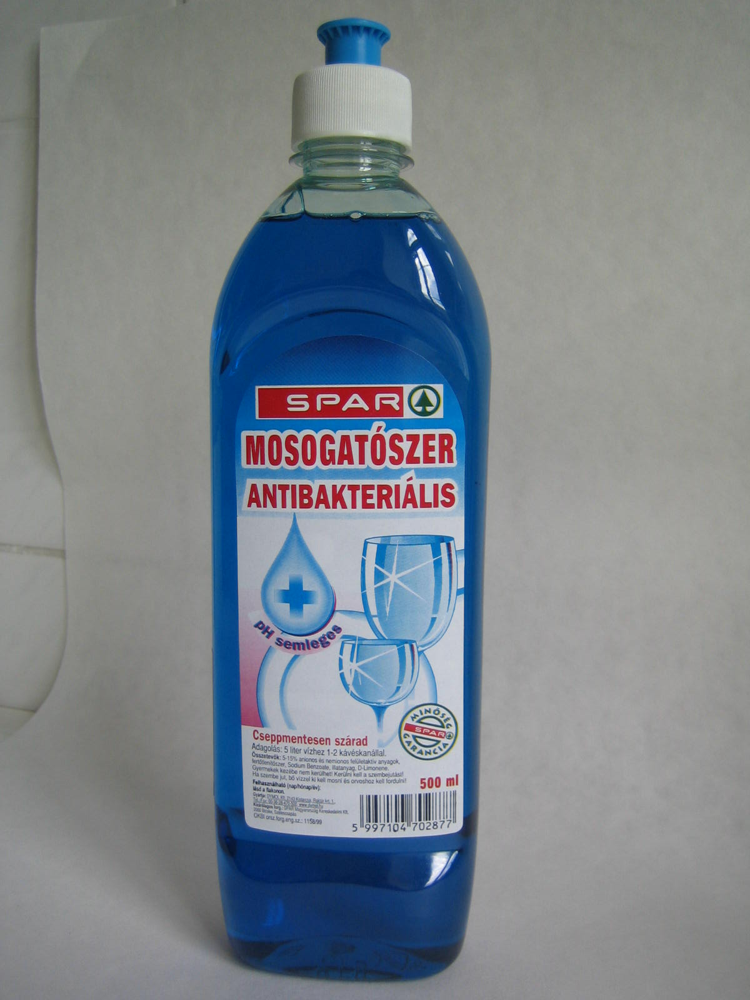 SPAR
MOSOGATÓSZER
ANTIBAKTERIÁLIS
pH semleges
MINŐSÉG
SPAR
GARANCIA
Cseppmentesen szárad
Adagolás: 5 liter vízhez 1-2 kávéskanállal.
Összetevők: 5-15% anionos és nemionos felületaktív anyagok,
fertőtlenítőszer, Sodium Benzoate, illatanyag, D-Limonene.
Gyermekek kezébe nem kerülhet! Kerülni kell a szembejutást!
Ha szembe jut, bő vízzel ki kell mosni és orvoshoz kell fordulni!
500 ml
Felhasználható (nap/hónap/év):
lásd a flakonon.
Gyártja: DYMOL Kft. 2143 Kistarcsa, Raktár krt. 1.
www.dymol.hu
Kizárólagos forg.: SPAR Magyarország Kereskedelmi Kft.
2060 Bicske,
OKBI orsz.forg.eng.sz.: 1158/99
5 997104 702877